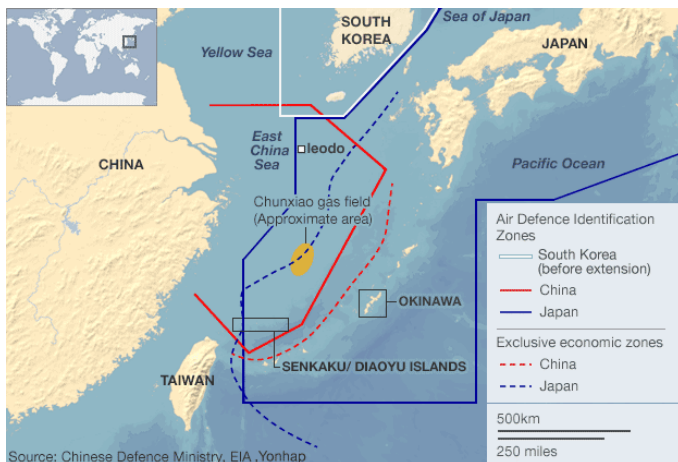 SOUTH
KOREA
Sea of Japan
JAPAN
Yellow Sea
East
China
Sea
Ieodo
CHINA
Pacific Ocean
Chunxiao gas field
(Approximate area)
OKINAWA
SENKAKU/ DIAOYU ISLANDS
TAIWAN
Air Defence Identification
Zones
South Korea
(before extension)
China
Japan
Exclusive economic zones
China
Japan
500km
250 miles
Source: Chinese Defence Ministry, EIA ,Yonhap